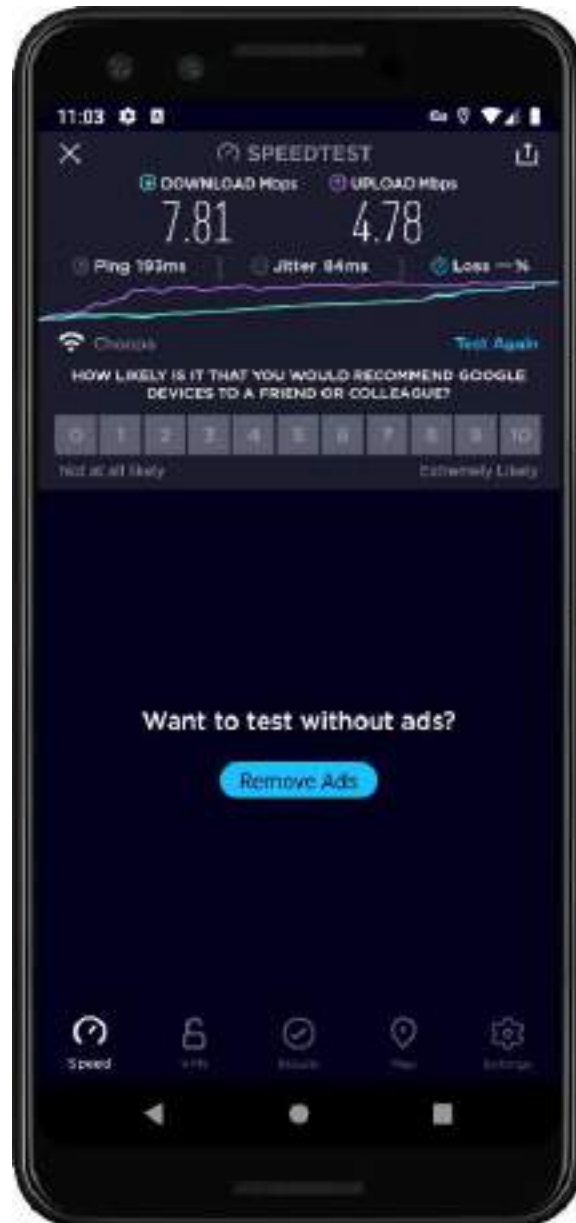 11:03
SPEEDTEST
DOWNLOAD Mbps UPLOAD Mbps
7.81 4.78
Ping 193ms Jitter 84ms Loss — %
Test Again
HOW LIKELY IS IT THAT YOU WOULD RECOMMEND GOOGLE
DEVICES TO A FRIEND OR COLLEAGUE?
0 1 2 3 4 5 6 7 8 9 10
Not at all likely Extremely Likely
Want to test without ads?
Remove Ads
Speed VPN Map Settings